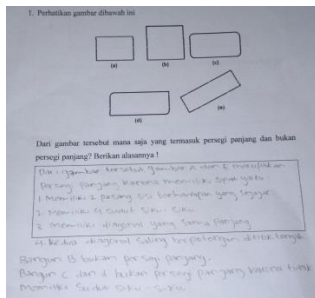 1. Perhatikan gambar dibawah ini
(a)
(b)
(c)
(d)
(e)
Dari gambar tersebut mana saja yang termasuk persegi panjang dan bukan
persegi panjang? Berikan alasannya !
Dari gambar tersebut gambar A dan E merupakan
persegi panjang karena memiliki sifat yaitu
1. Memiliki 2 pasang sisi berhadapan yang sejajar.
2. Memiliki sudut siku-siku
3. memiliki diagonal yang sama panjang
4. kedua diagonal saling berpotongan di titik tengah
Bangun B bukan persegi panjang.
Bangun C dan d bukan persegi panjang karena tidak
memiliki sudut siku-siku.